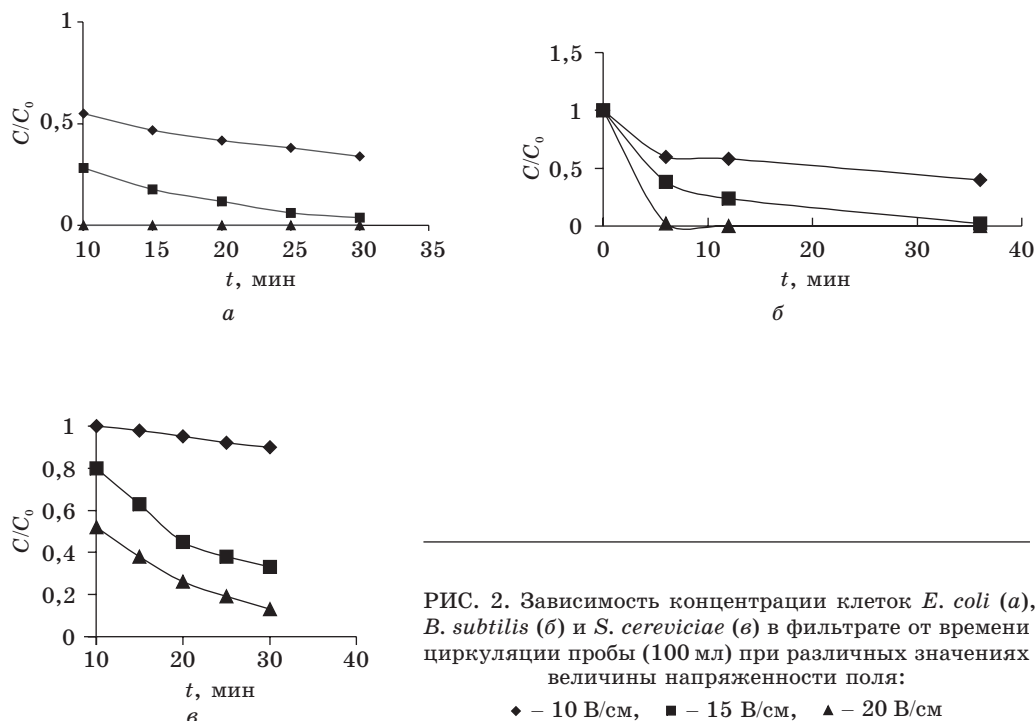 1
0,5
0
C/C₀
10 15 20 25 30 35
t, мин
а
1,5
1
0,5
0
C/C₀
0 10 20 30 40
t, мин
б
1
0,8
0,6
0,4
0,2
0
C/C₀
10 20 30 40
t, мин
в
РИС. 2. Зависимость концентрации клеток E. coli (а),
B. subtilis (б) и S. cereviciae (в) в фильтрате от времени
циркуляции пробы (100 мл) при различных значениях
величины напряженности поля:
◆ – 10 В/см, ■ – 15 В/см, ▲ – 20 В/см